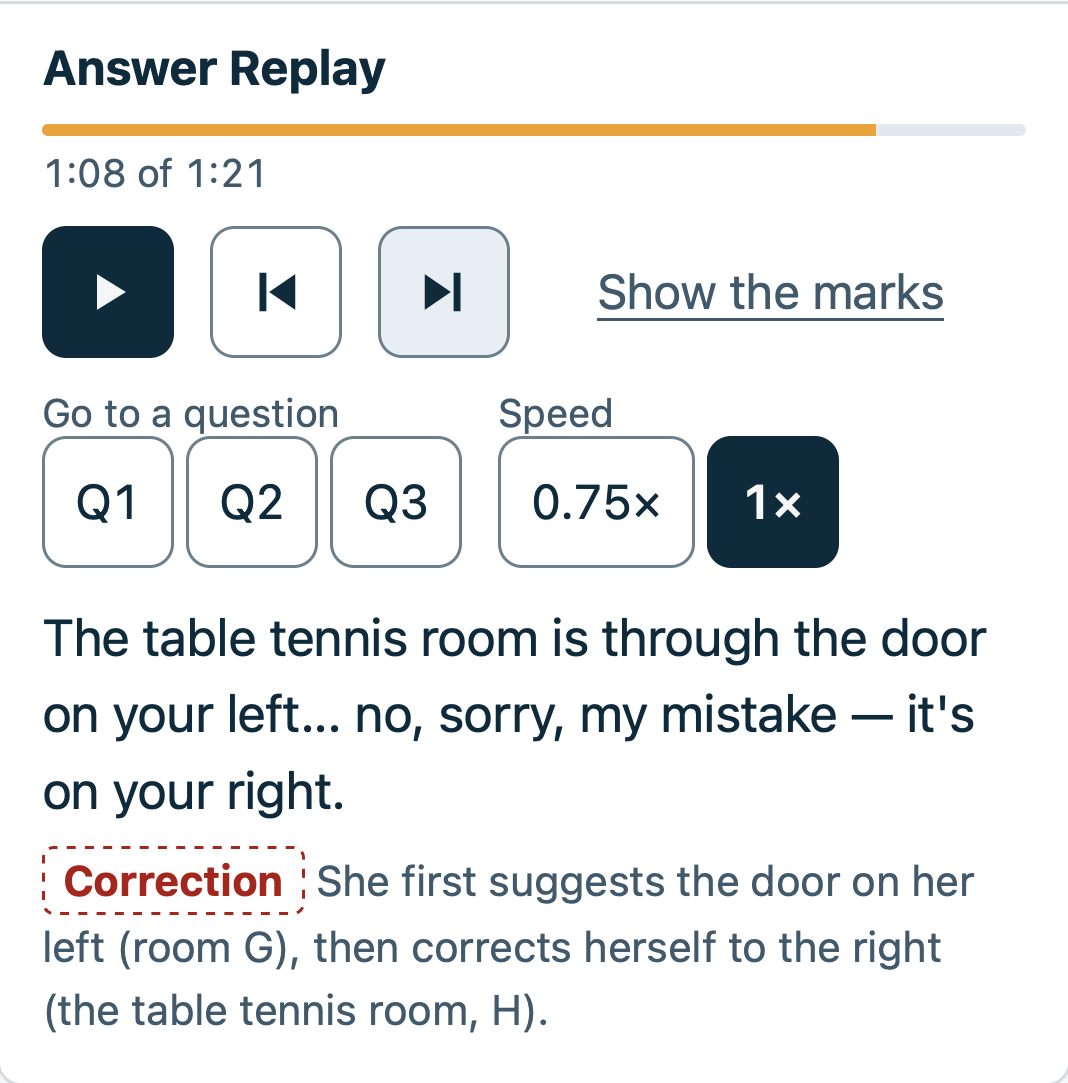 Answer Replay
1:08 of 1:21
Show the marks
Go to a question
Speed
Q1 Q2 Q3 0.75× 1×
The table tennis room is through the door
on your left... no, sorry, my mistake — it's
on your right.
Correction She first suggests the door on her
left (room G), then corrects herself to the right
(the table tennis room, H).